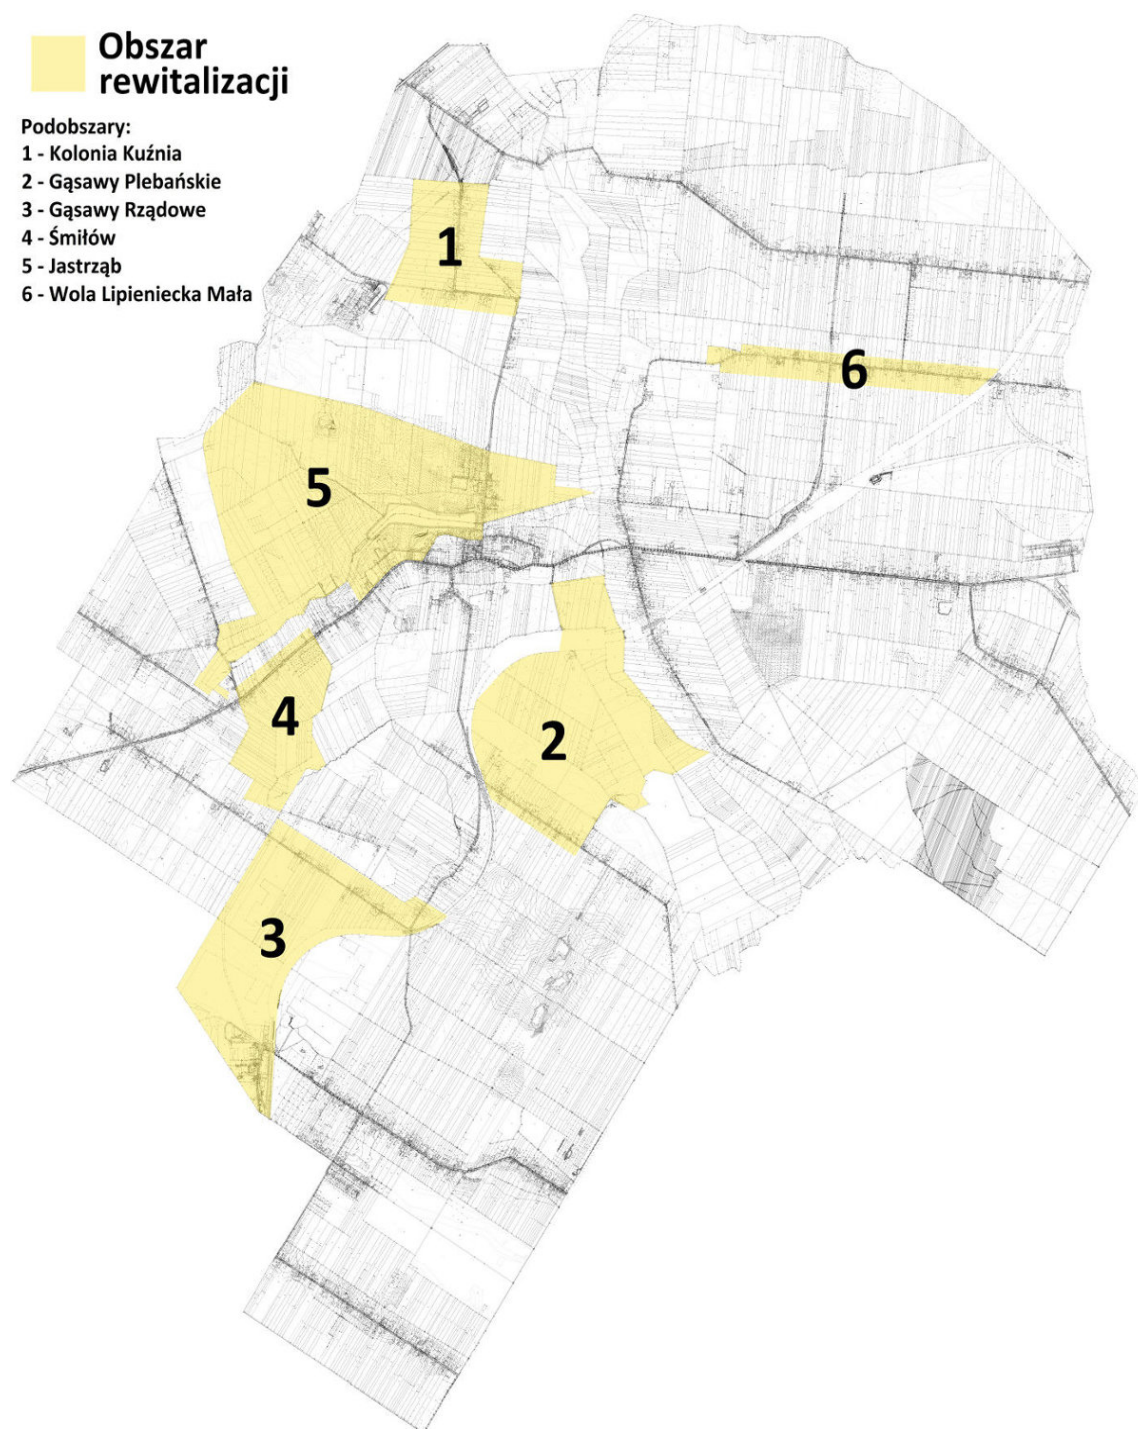 Obszar
rewitalizacji
Podobszary:
1 - Kolonia Kuźnia
2 - Gąsawy Plebańskie
3 - Gąsawy Rządowe
4 - Śmiłów
5 - Jastrząb
6 - Wola Lipieniecka Mała
1
6
5
4
2
3